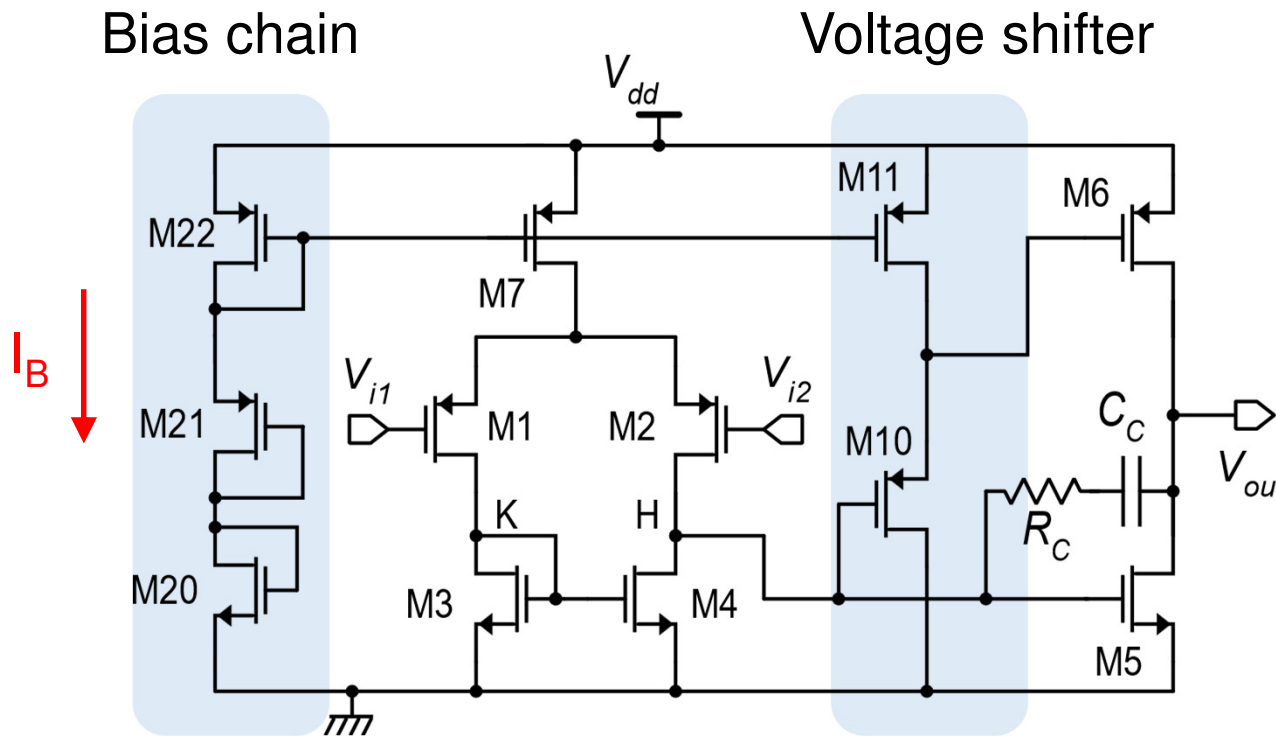 Bias chain
Voltage shifter
Vdd
M22
M7
M11
M6
IB
M21
Vi1
M1
M2
Vi2
M10
CC
Vou
K
H
RC
M20
M3
M4
M5